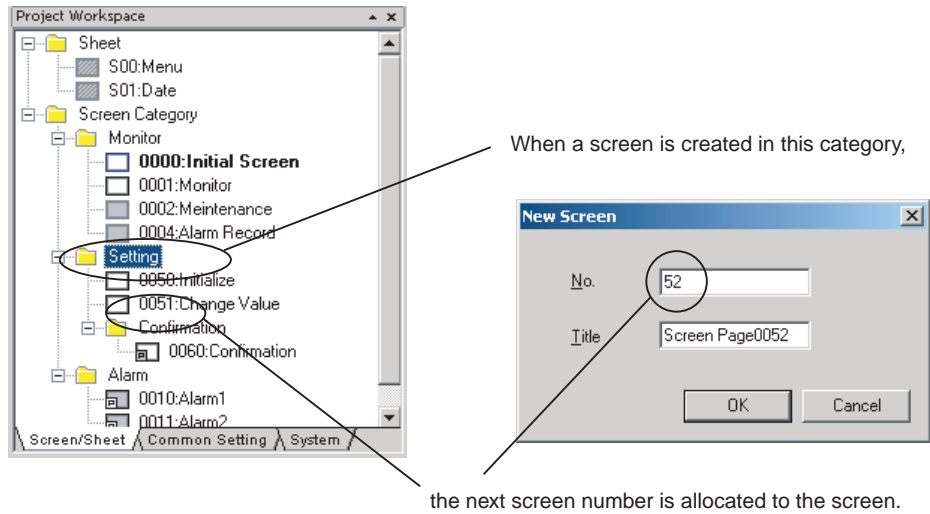 Project Workspace
Sheet
S00:Menu
S01:Date
Screen Category
Monitor
0000:Initial Screen
0001:Monitor
0002:Meintenance
0004:Alarm Record
Setting
0050:Initialize
0051:Change Value
Confirmation
0060:Confirmation
Alarm
0010:Alarm1
0011:Alarm2
Screen/Sheet Common Setting System
When a screen is created in this category,
New Screen
No. 52
Title Screen Page0052
OK Cancel
the next screen number is allocated to the screen.